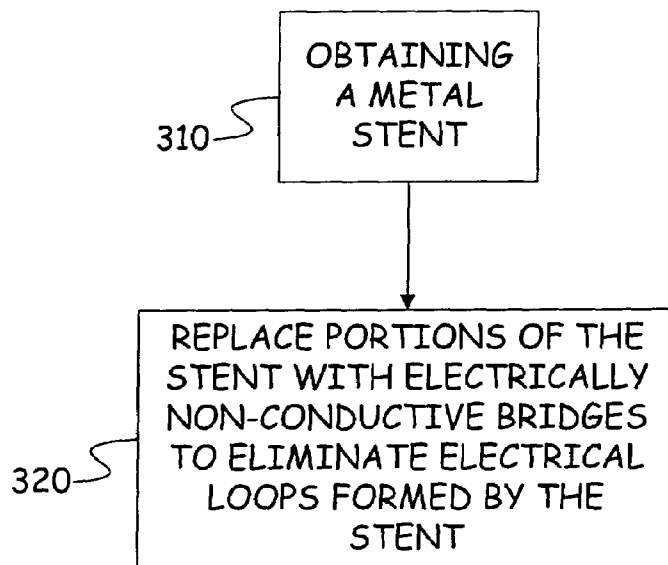 OBTAINING
A METAL
STENT
310
REPLACE PORTIONS OF THE
STENT WITH ELECTRICALLY
NON-CONDUCTIVE BRIDGES
TO ELIMINATE ELECTRICAL
LOOPS FORMED BY THE
STENT
320